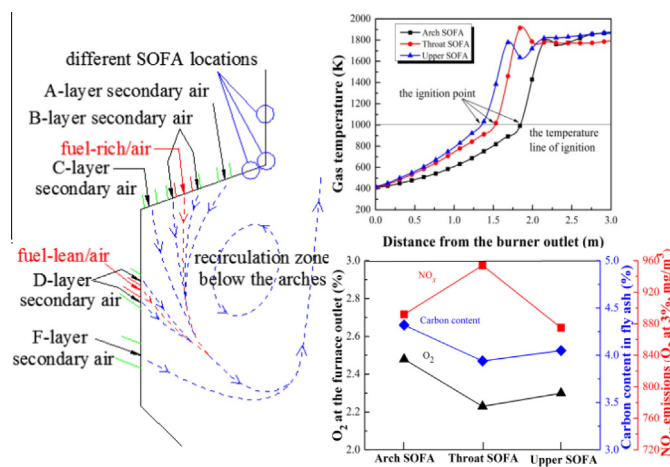 different SOFA locations
A-layer secondary air
B-layer secondary air
fuel-rich/air
C-layer
secondary air
recirculation zone
below the arches
fuel-lean/air
D-layer
secondary air
F-layer
secondary air
Gas temperature (K)
2000
1800
1600
1400
1200
1000
800
600
400
200
0
Arch SOFA
Throat SOFA
Upper SOFA
the ignition point
the temperature
line of ignition
0.0 0.5 1.0 1.5 2.0 2.5 3.0
Distance from the burner outlet (m)
O2 at the furnace outlet (%)
3.0
2.8
2.6
2.4
2.2
2.0
NOx
Carbon content
O2
5.0
4.5
4.0
3.5
3.0
Carbon content in fly ash (%)
960
920
880
840
800
760
720
NOx emissions (O2 at 3%, mg/m3)
Arch SOFA Throat SOFA Upper SOFA